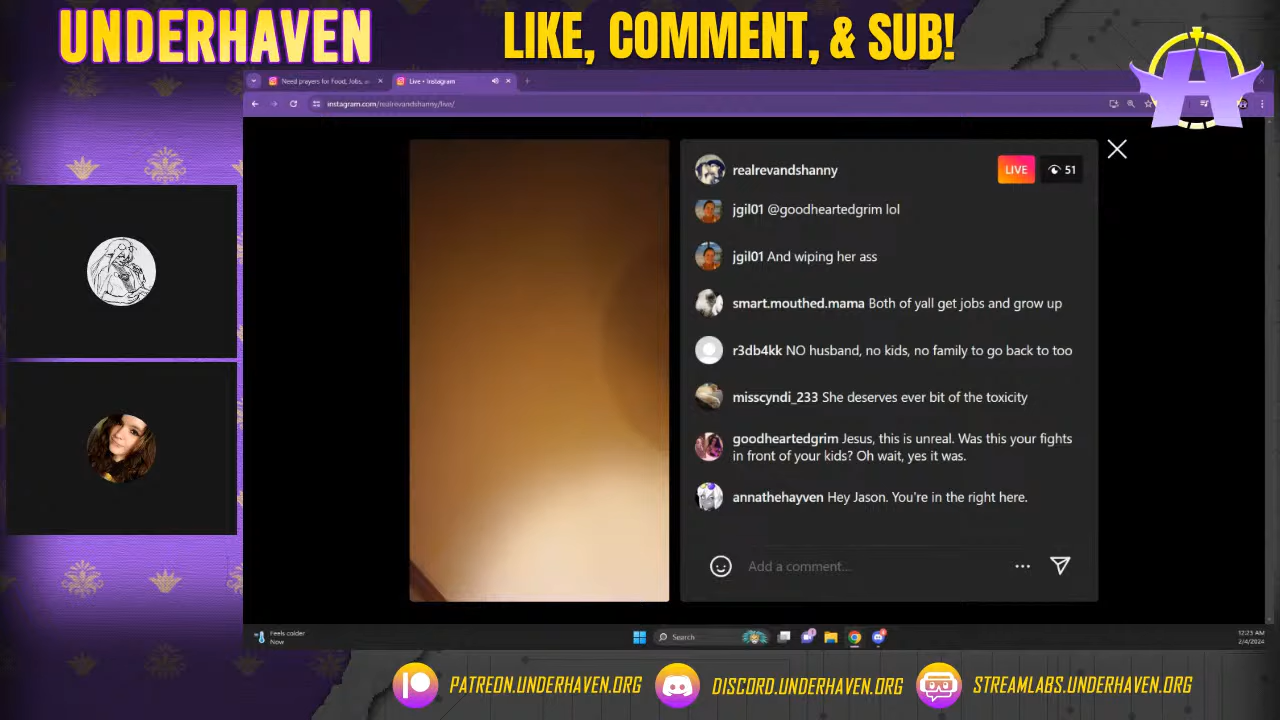 UNDERHAVEN
LIKE, COMMENT, & SUB!
Need prayers for Food, Jobs, a
Live • Instagram
instagram.com/realrevandshanny/live/
realrevandshanny
LIVE
51
jgil01 @goodheartedgrim lol
jgil01 And wiping her ass
smart.mouthed.mama Both of yall get jobs and grow up
r3db4kk NO husband, no kids, no family to go back to too
misscyndi_233 She deserves ever bit of the toxicity
goodheartedgrim Jesus, this is unreal. Was this your fights
in front of your kids? Oh wait, yes it was.
annathehayven Hey Jason. You're in the right here.
Add a comment...
Feels colder
Now
Search
12:23 AM
2/4/2024
PATREON.UNDERHAVEN.ORG
DISCORD.UNDERHAVEN.ORG
STREAMLABS.UNDERHAVEN.ORG